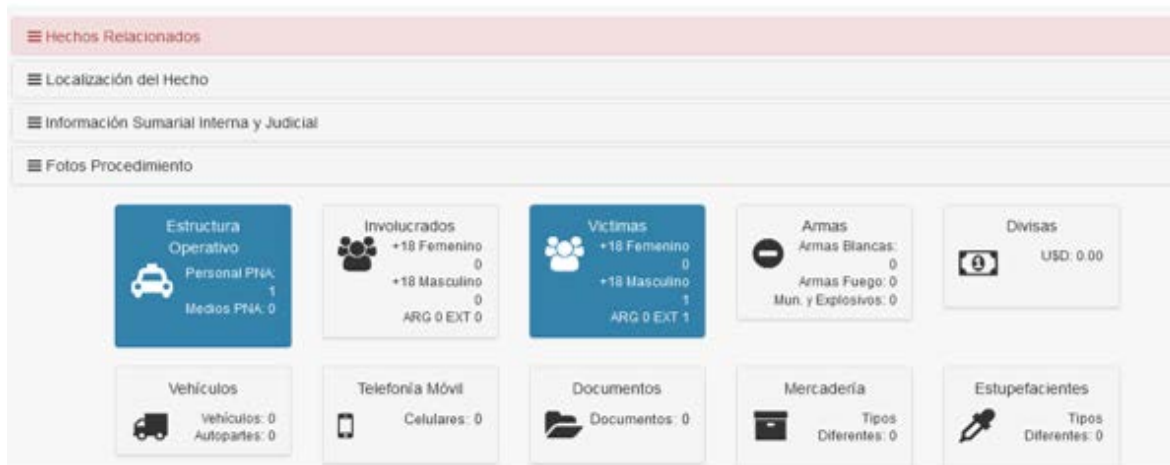 Hechos Relacionados
Localización del Hecho
Información Sumarial Interna y Judicial
Fotos Procedimiento
Estructura
Operativo
Personal PNA:
1
Medios PNA: 0
Involucrados
+18 Femenino
0
+18 Masculino
0
ARG 0 EXT 0
Victimas
+18 Femenino
0
+18 Masculino
1
ARG 0 EXT 1
Armas
Armas Blancas:
0
Armas Fuego: 0
Mun. y Explosivos: 0
Divisas
U$D: 0.00
Vehículos
Vehículos: 0
Autopartes: 0
Telefonía Móvil
Celulares: 0
Documentos
Documentos: 0
Mercadería
Tipos
Diferentes: 0
Estupefacientes
Tipos
Diferentes: 0